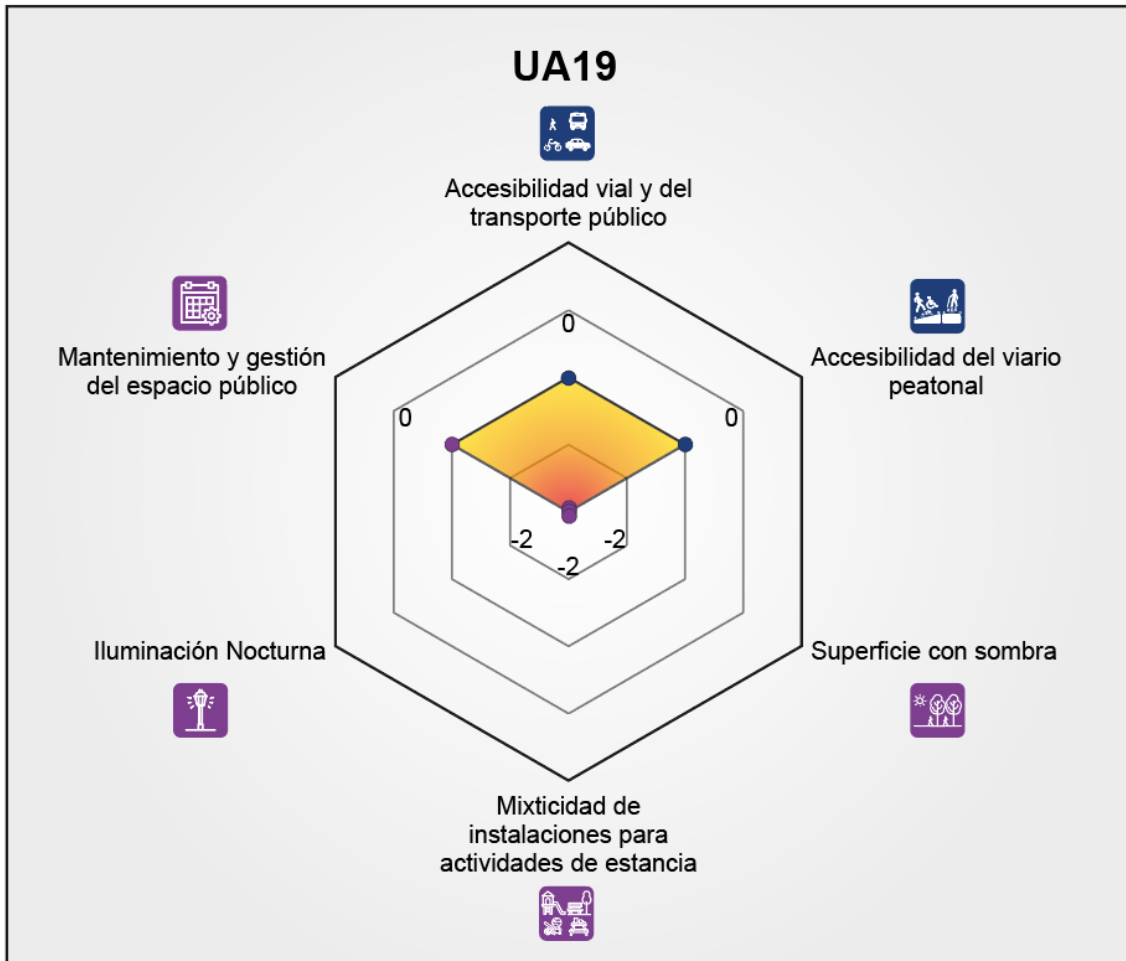 UA19
Accesibilidad vial y del
transporte público
Mantenimiento y gestión
del espacio público
Accesibilidad del viario
peatonal
0
0
0
-2
-2
-2
Iluminación Nocturna
Superficie con sombra
Mixticidad de
instalaciones para
actividades de estancia